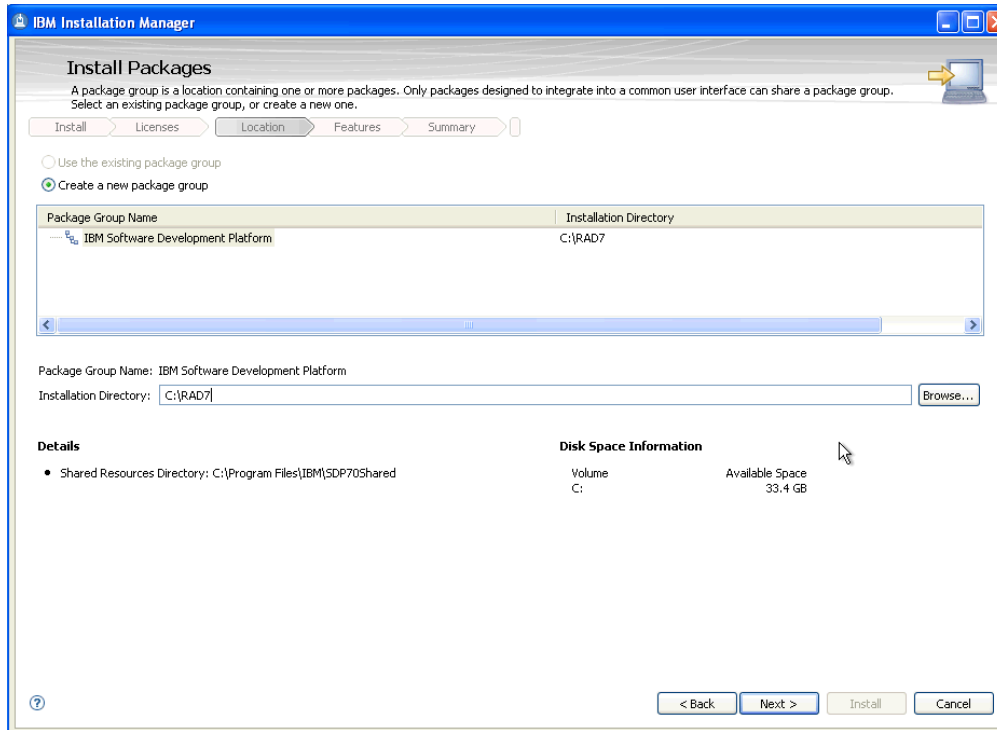 IBM Installation Manager
Install Packages
A package group is a location containing one or more packages. Only packages designed to integrate into a common user interface can share a package group.
Select an existing package group, or create a new one.
Install Licenses Location Features Summary
Use the existing package group
Create a new package group
Package Group Name Installation Directory
IBM Software Development Platform C:\RAD7
Package Group Name: IBM Software Development Platform
Installation Directory: C:\RAD7 Browse...
Details Disk Space Information
Shared Resources Directory: C:\Program Files\IBM\SDP70Shared Volume Available Space
C: 33.4 GB
? < Back Next > Install Cancel